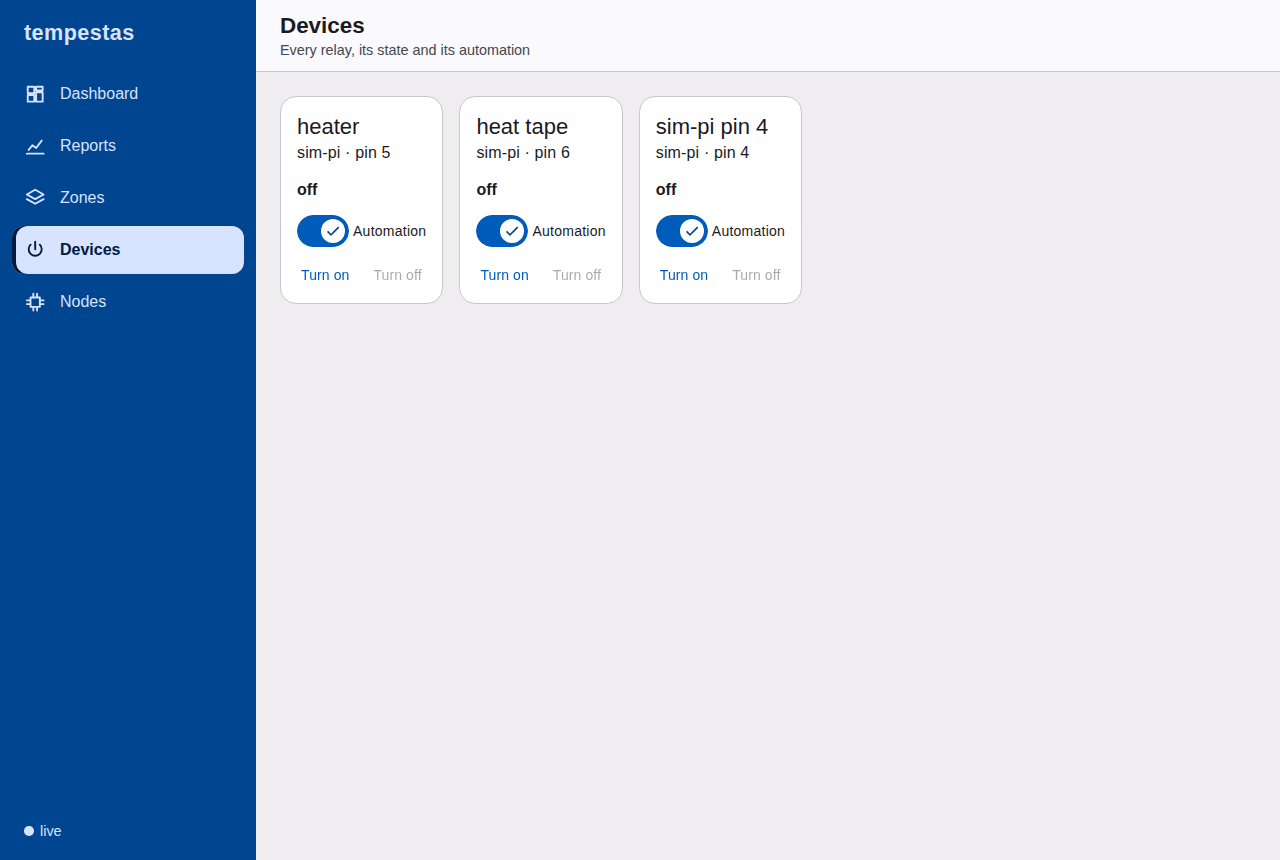 tempestas
Dashboard
Reports
Zones
Devices
Nodes
live
Devices
Every relay, its state and its automation
heater
sim-pi · pin 5
off
Automation
Turn on Turn off
heat tape
sim-pi · pin 6
off
Automation
Turn on Turn off
sim-pi pin 4
sim-pi · pin 4
off
Automation
Turn on Turn off